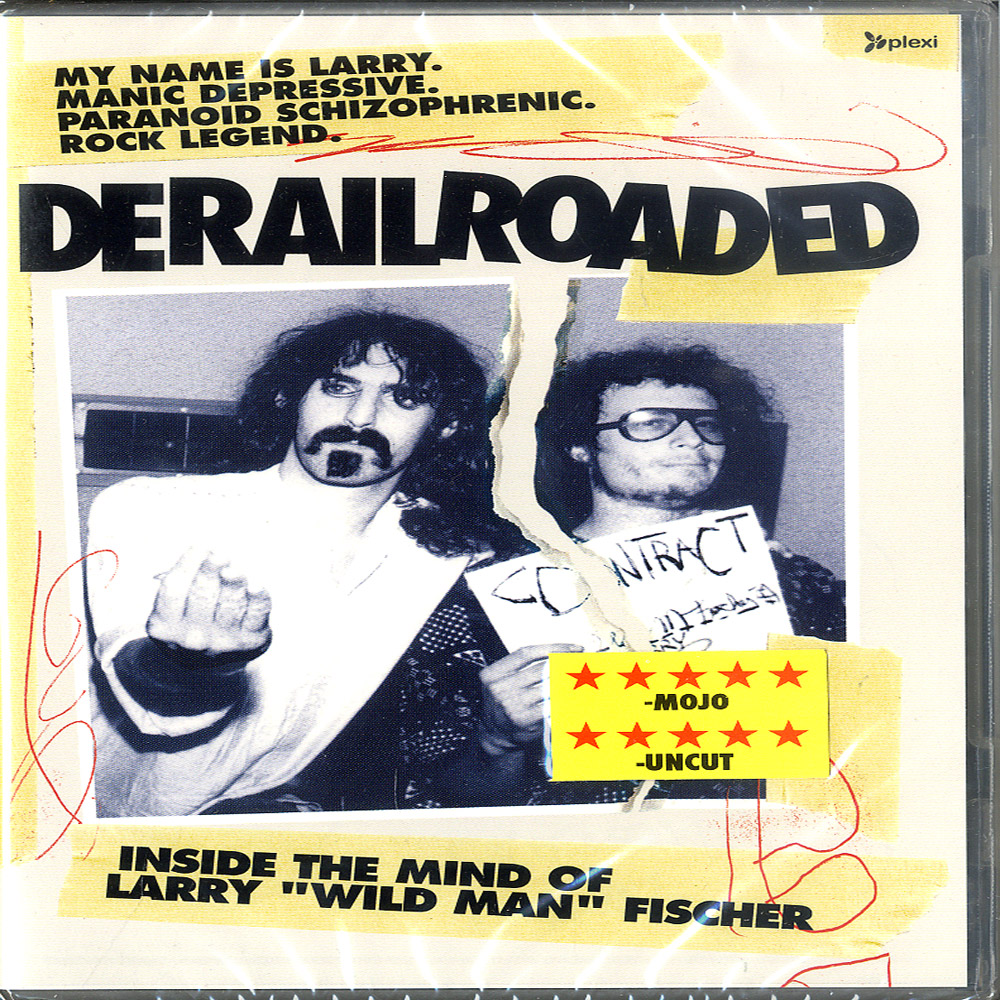 plexi
MY NAME IS LARRY.
MANIC DEPRESSIVE.
PARANOID SCHIZOPHRENIC.
ROCK LEGEND.
DERAILROADED
CONTRACT
-MOJO
-UNCUT
INSIDE THE MIND OF
LARRY "WILD MAN" FISCHER